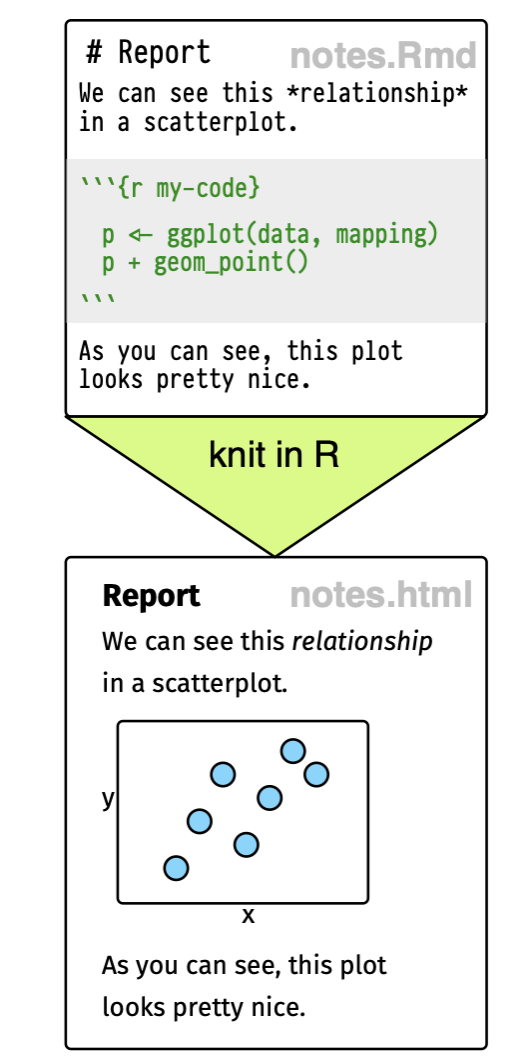 # Report notes.Rmd
We can see this *relationship*
in a scatterplot.
```{r my-code}
p <- ggplot(data, mapping)
p + geom_point()
```
As you can see, this plot
looks pretty nice.
knit in R
Report notes.html
We can see this relationship
in a scatterplot.
y
x
As you can see, this plot
looks pretty nice.